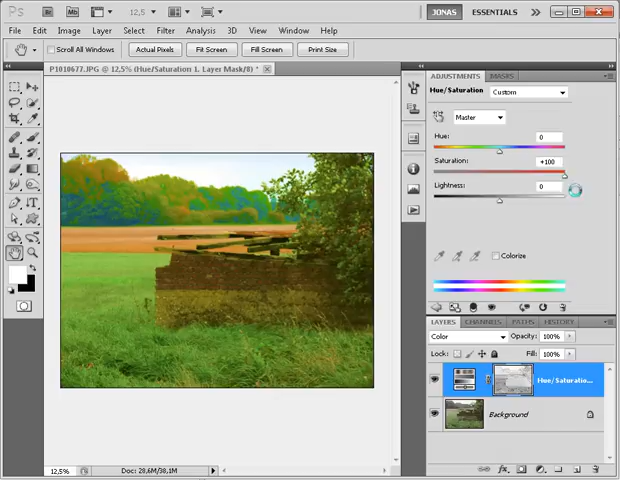 Ps Br Mb 12,5 JONAS ESSENTIALS
File Edit Image Layer Select Filter Analysis 3D View Window Help
Scroll All Windows Actual Pixels Fit Screen Fill Screen Print Size
P1010677.JPG @ 12,5% (Hue/Saturation 1, Layer Mask/8) *
ADJUSTMENTS MASKS
Hue/Saturation Custom
Master
Hue: 0
Saturation: +100
Lightness: 0
Colorize
LAYERS CHANNELS PATHS HISTORY
Color Opacity: 100%
Lock: Fill: 100%
Hue/Saturatio...
Background
12,5% Doc: 28,6M/38,1M